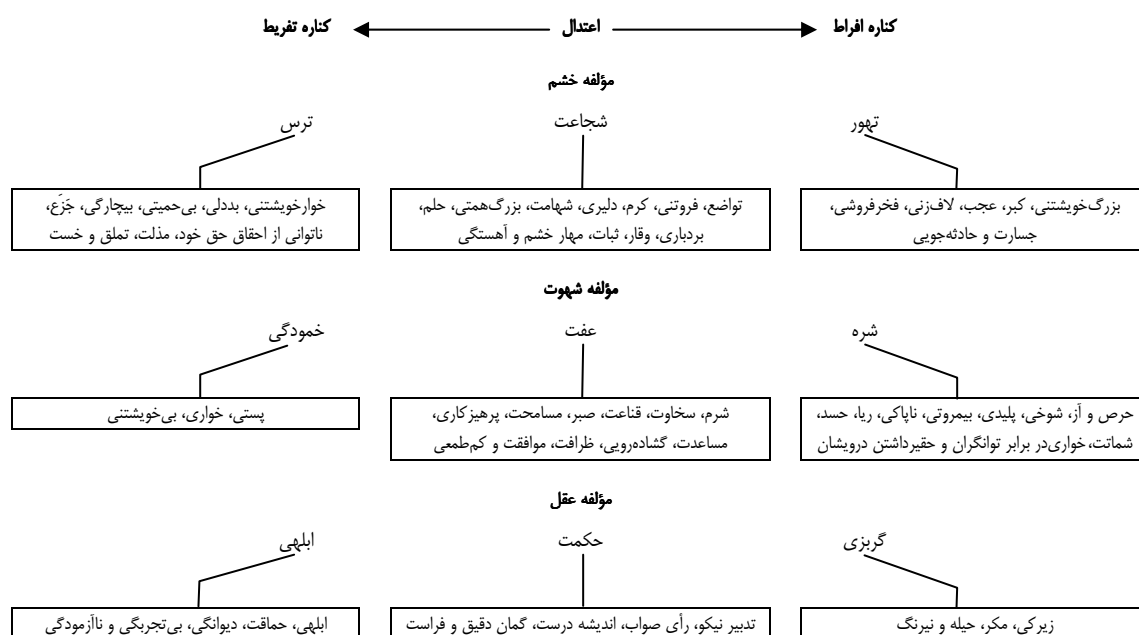 کناره افراط اعتدال کناره تفریط
مؤلفه خشم
تهور شجاعت ترس
بزرگ‌خویشتنی، کبر، عجب، لاف‌زنی، فخرفروشی،
جسارت و حادثه‌جویی
تواضع، فروتنی، کرم، دلیری، شهامت، بزرگ‌همتی، حلم،
بردباری، وقار، ثبات، مهار خشم و آهستگی
خوارخویشتنی، بددلی، بی‌حمیتی، بیچارگی، جَزَع،
ناتوانی از احقاق حق خود، مذلت، تملق و خست
مؤلفه شهوت
شره عفت خمودگی
حرص و آز، شوخی، پلیدی، بیمروتی، ناپاکی، ریا، حسد،
شماتت، خواری‌در برابر توانگران و حقیرداشتن درویشان
شرم، سخاوت، قناعت، صبر، مسامحت، پرهیزکاری،
مساعدت، گشاده‌رویی، ظرافت، موافقت و کم‌طمعی
پستی، خواری، بی‌خویشتنی
مؤلفه عقل
گربزی حکمت ابلهی
زیرکی، مکر، حیله و نیرنگ
تدبیر نیکو، رأی صواب، اندیشه درست، گمان دقیق و فراست
ابلهی، حماقت، دیوانگی، بی‌تجربگی و ناآزمودگی